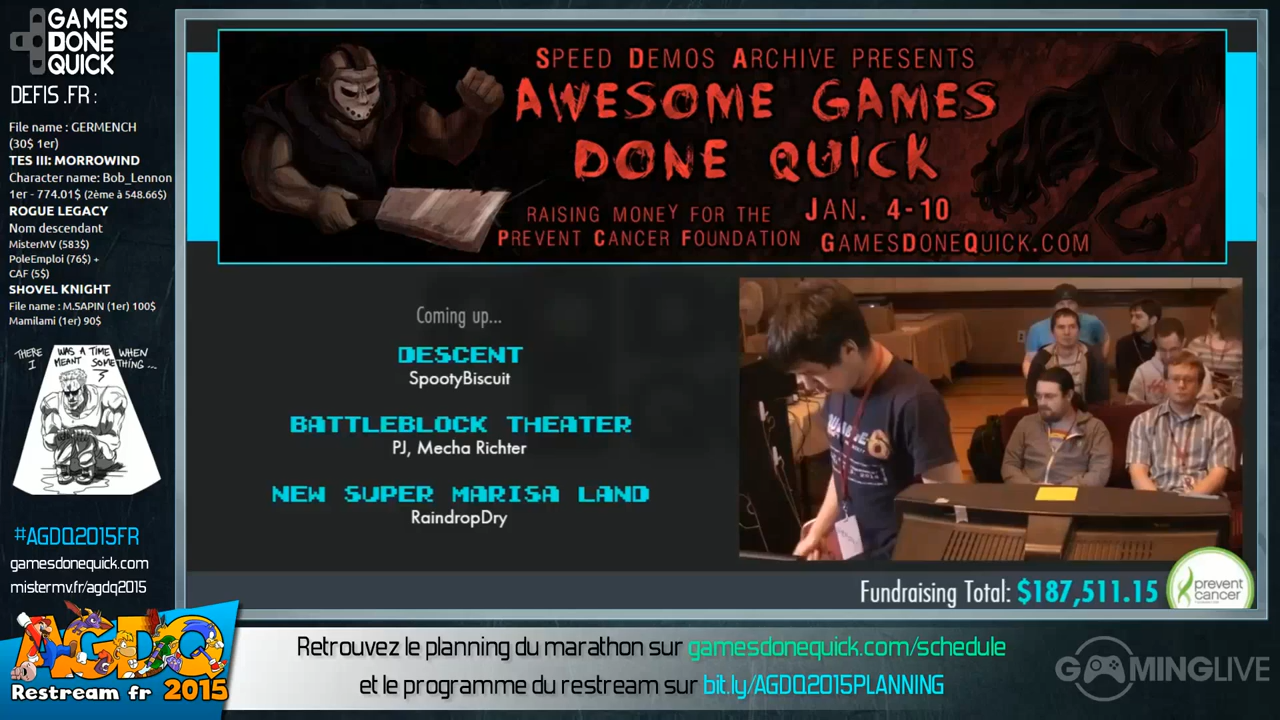 GAMES
DONE
QUICK
DEFIS .FR :
File name : GERMENCH
(30$ 1er)
TES III: MORROWIND
Character name: Bob_Lennon
1er - 774.01$ (2ème à 548.66$)
ROGUE LEGACY
Nom descendant
MisterMV (583$)
PoleEmploi (76$) +
CAF (5$)
SHOVEL KNIGHT
File name : M.SAPIN (1er) 100$
Mamilami (1er) 90$
THERE WAS A TIME WHEN
I MEANT SOMETHING...
#AGDQ2015FR
gamesdonequick.com
mistermv.fr/agdq2015
AGDQ
Restream fr 2015
SPEED DEMOS ARCHIVE PRESENTS
AWESOME GAMES
DONE QUICK
RAISING MONEY FOR THE
PREVENT CANCER FOUNDATION
JAN. 4-10
GAMESDONEQUICK.COM
Coming up...
DESCENT
SpootyBiscuit
BATTLEBLOCK THEATER
PJ, Mecha Richter
NEW SUPER MARISA LAND
RaindropDry
Fundraising Total: $187,511.15
prevent
cancer
Retrouvez le planning du marathon sur gamesdonequick.com/schedule
et le programme du restream sur bit.ly/AGDQ2015PLANNING
GAMINGLIVE